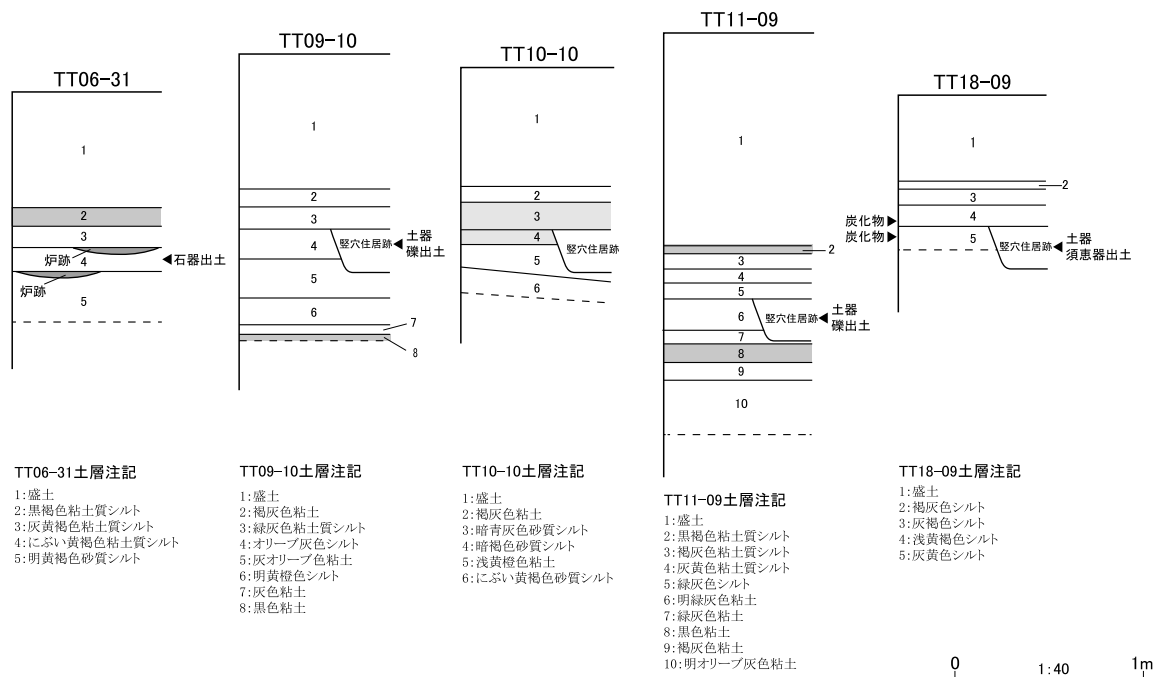 TT06-31
1
2
3
炉跡
4
◀石器出土
炉跡
5
TT09-10
1
2
3
4
竪穴住居跡◀土器
礫出土
5
6
7
8
TT10-10
1
2
3
4
竪穴住居跡
5
6
TT11-09
1
2
3
4
5
6
竪穴住居跡◀土器
礫出土
7
8
9
10
TT18-09
1
2
3
炭化物▶
4
炭化物▶
5
竪穴住居跡◀土器
須恵器出土
TT06-31土層注記
1:盛土
2:黒褐色粘土質シルト
3:灰黄褐色粘土質シルト
4:にぶい黄褐色粘土質シルト
5:明黄褐色砂質シルト
TT09-10土層注記
1:盛土
2:褐灰色粘土
3:緑灰色粘土質シルト
4:オリーブ灰色シルト
5:灰オリーブ色粘土
6:明黄橙色シルト
7:灰色粘土
8:黒色粘土
TT10-10土層注記
1:盛土
2:褐灰色粘土
3:暗青灰色砂質シルト
4:暗褐色砂質シルト
5:浅黄橙色粘土
6:にぶい黄褐色砂質シルト
TT11-09土層注記
1:盛土
2:黒褐色粘土質シルト
3:褐灰色粘土質シルト
4:灰黄色粘土質シルト
5:緑灰色シルト
6:明緑灰色粘土
7:緑灰色粘土
8:黒色粘土
9:褐灰色粘土
10:明オリーブ灰色粘土
TT18-09土層注記
1:盛土
2:褐灰色シルト
3:灰褐色シルト
4:浅黄褐色シルト
5:灰黄色シルト
0
1:40
1m